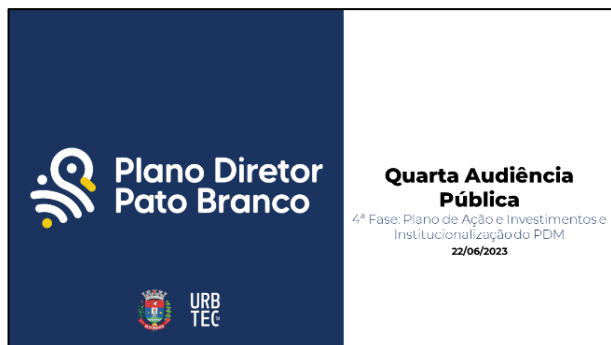 Plano Diretor
Pato Branco
URB
TEC
Quarta Audiência
Pública
4ª Fase: Plano de Ação e Investimentos e
Institucionalização do PDM
22/06/2023